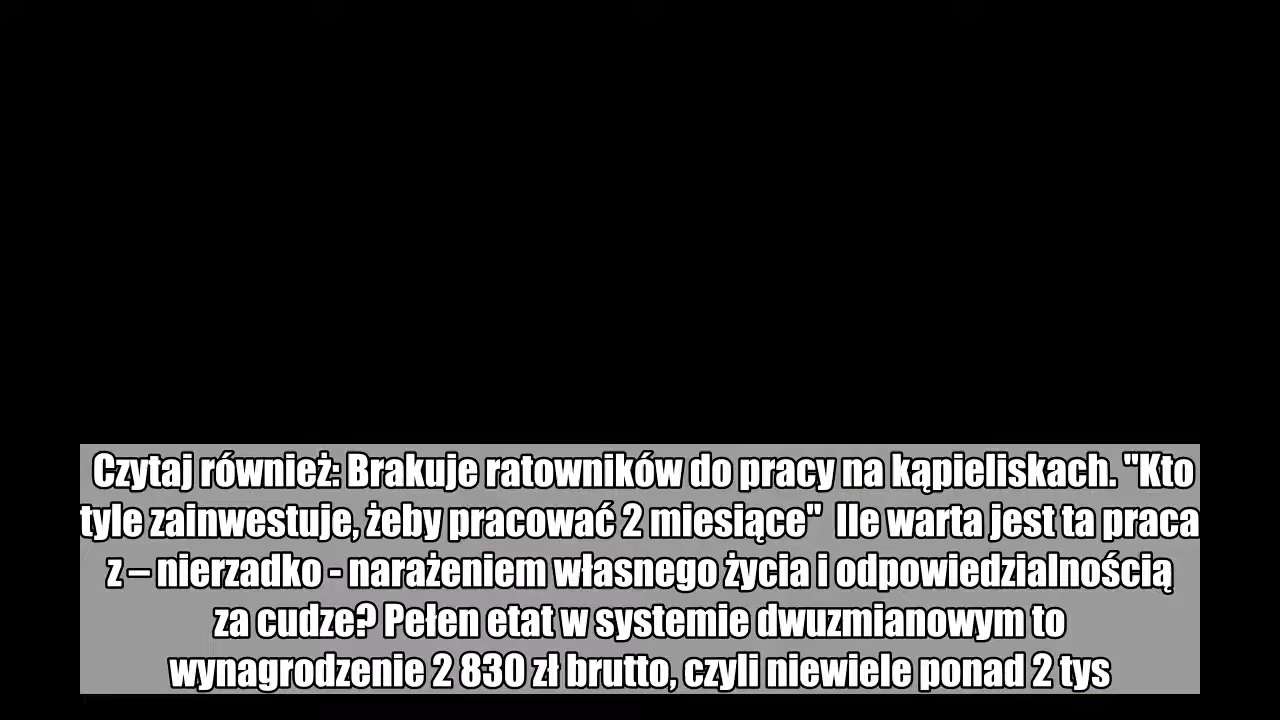 Czytaj również: Brakuje ratowników do pracy na kąpieliskach. "Kto
tyle zainwestuje, żeby pracować 2 miesiące"  Ile warta jest ta praca
z – nierzadko - narażeniem własnego życia i odpowiedzialnością
za cudze? Pełen etat w systemie dwuzmianowym to
wynagrodzenie 2 830 zł brutto, czyli niewiele ponad 2 tys